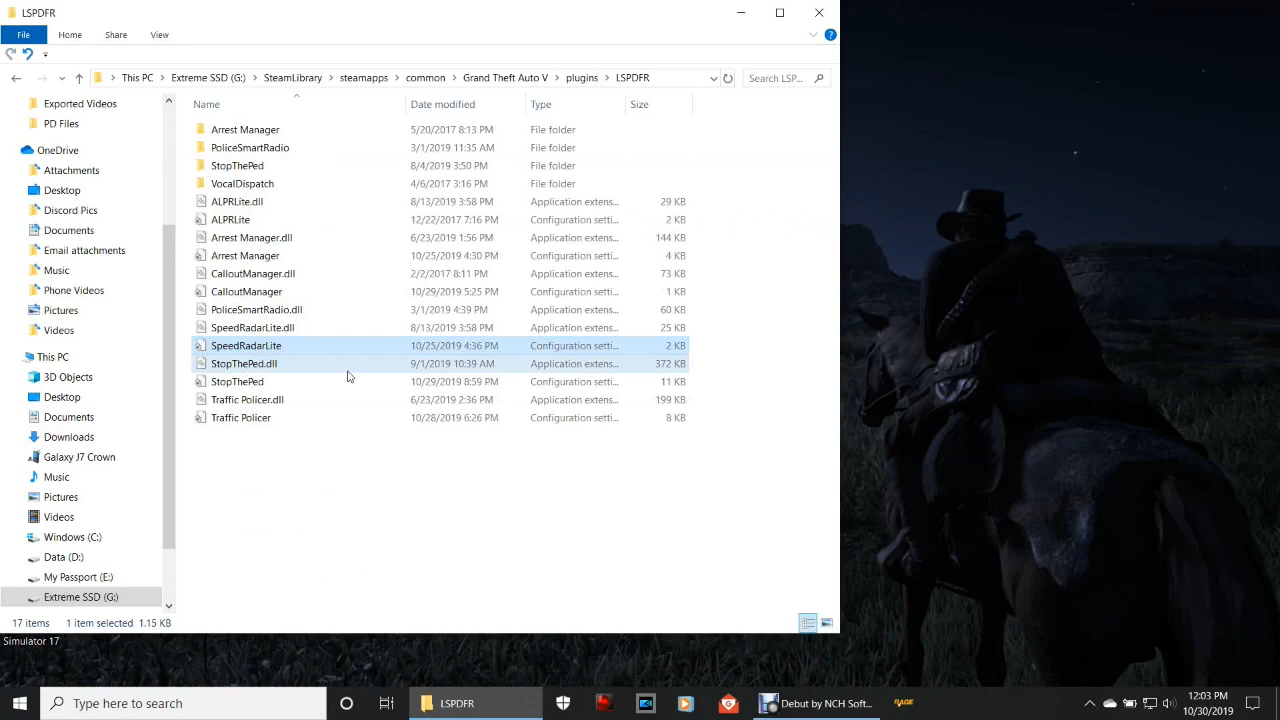 LSPDFR
File Home Share View
This PC Extreme SSD (G:) SteamLibrary steamapps common Grand Theft Auto V plugins LSPDFR Search LSP...
Name Date modified Type Size
Exported Videos
PD Files
OneDrive
Attachments
Desktop
Discord Pics
Documents
Email attachments
Music
Phone Videos
Pictures
Videos
This PC
3D Objects
Desktop
Documents
Downloads
Galaxy J7 Crown
Music
Pictures
Videos
Windows (C:)
Data (D:)
My Passport (E:)
Extreme SSD (G:)
Arrest Manager 5/20/2017 8:13 PM File folder
PoliceSmartRadio 3/1/2019 11:35 AM File folder
StopThePed 8/4/2019 3:50 PM File folder
VocalDispatch 4/6/2017 3:16 PM File folder
ALPRLite.dll 8/13/2019 3:58 PM Application extens... 29 KB
ALPRLite 12/22/2017 7:16 PM Configuration setti... 2 KB
Arrest Manager.dll 6/23/2019 1:56 PM Application extens... 144 KB
Arrest Manager 10/25/2019 4:30 PM Configuration setti... 4 KB
CalloutManager.dll 2/2/2017 8:11 PM Application extens... 73 KB
CalloutManager 10/29/2019 5:25 PM Configuration setti... 1 KB
PoliceSmartRadio.dll 3/1/2019 4:39 PM Application extens... 60 KB
SpeedRadarLite.dll 8/13/2019 3:58 PM Application extens... 25 KB
SpeedRadarLite 10/25/2019 4:36 PM Configuration setti... 2 KB
StopThePed.dll 9/1/2019 10:39 AM Application extens... 372 KB
StopThePed 10/29/2019 8:59 PM Configuration setti... 11 KB
Traffic Policer.dll 6/23/2019 2:36 PM Application extens... 199 KB
Traffic Policer 10/28/2019 6:26 PM Configuration setti... 8 KB
17 items 1 item selected 1.15 KB
Simulator 17
Type here to search
LSPDFR
Debut by NCH Soft...
RAGE
12:03 PM
10/30/2019